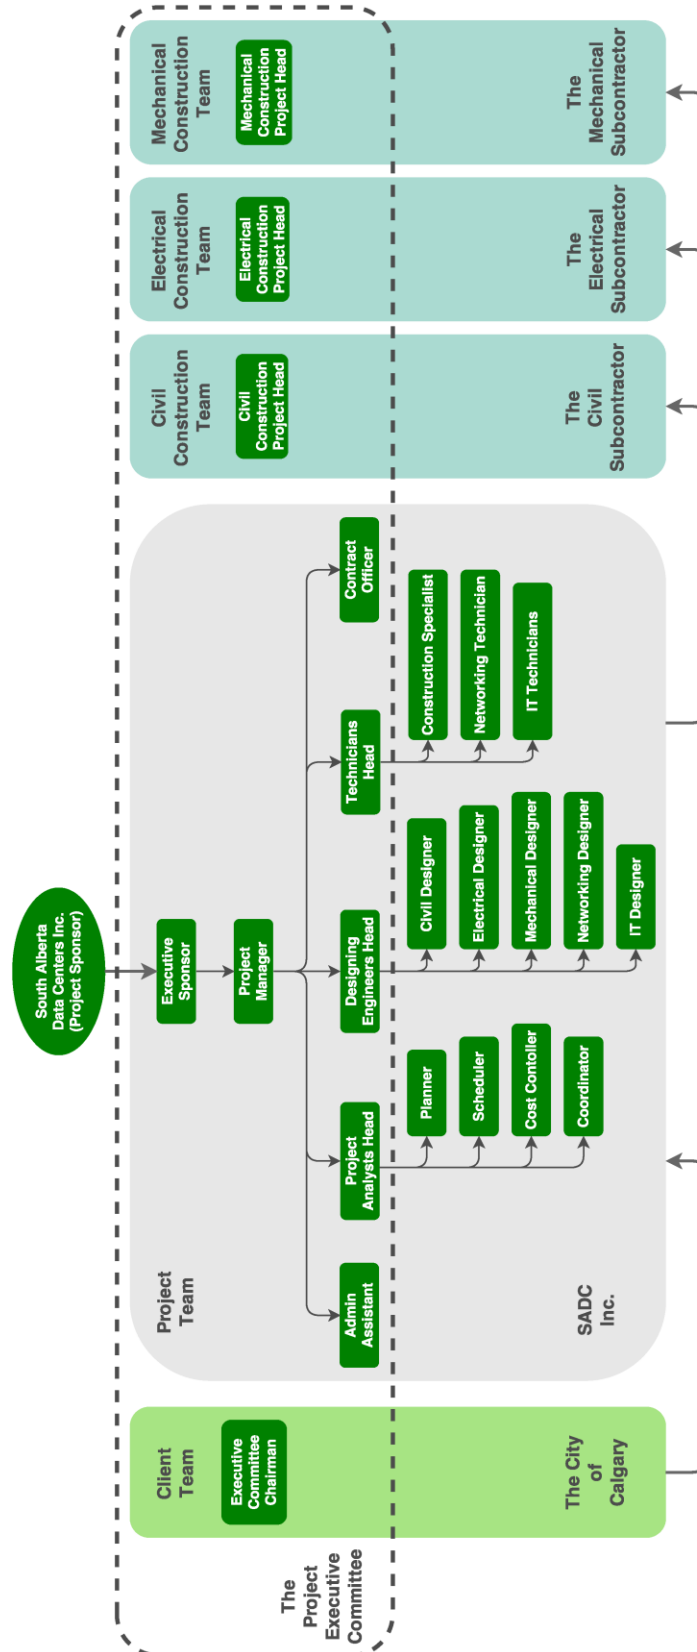 South Alberta
Data Centers Inc.
(Project Sponsor)
The
Project
Executive
Committee
Client
Team
Executive
Committee
Chairman
The City
of
Calgary
Project
Team
Executive
Sponsor
Project
Manager
Admin
Assistant
Project
Analysts Head
Designing
Engineers Head
Technicians
Head
Contract
Officer
Planner
Scheduler
Cost Contoller
Coordinator
Civil Designer
Electrical Designer
Mechanical Designer
Networking Designer
IT Designer
Construction Specialist
Networking Technician
IT Technicians
SADC
Inc.
Civil
Construction
Team
Civil
Construction
Project Head
The
Civil
Subcontractor
Electrical
Construction
Team
Electrical
Construction
Project Head
The
Electrical
Subcontractor
Mechanical
Construction
Team
Mechanical
Construction
Project Head
The
Mechanical
Subcontractor